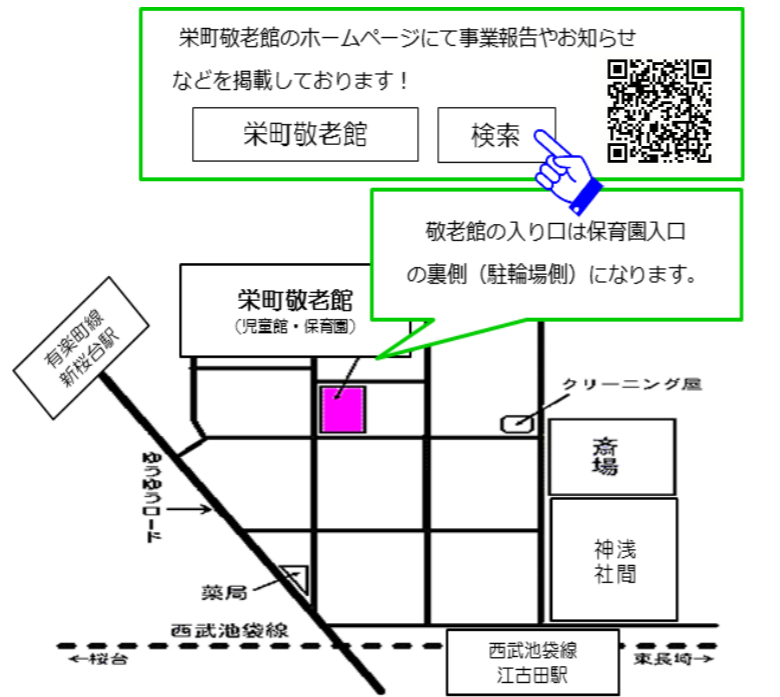 栄町敬老館のホームページにて事業報告やお知らせ
などを掲載しております！
栄町敬老館
検索
敬老館の入り口は保育園入口
の裏側（駐輪場側）になります。
栄町敬老館
（児童館・保育園）
有楽町線
新桜台駅
クリーニング屋
斎場
ゆうゆうロード
浅間
神社
薬局
西武池袋線
←桜台
西武池袋線
江古田駅
東長崎→